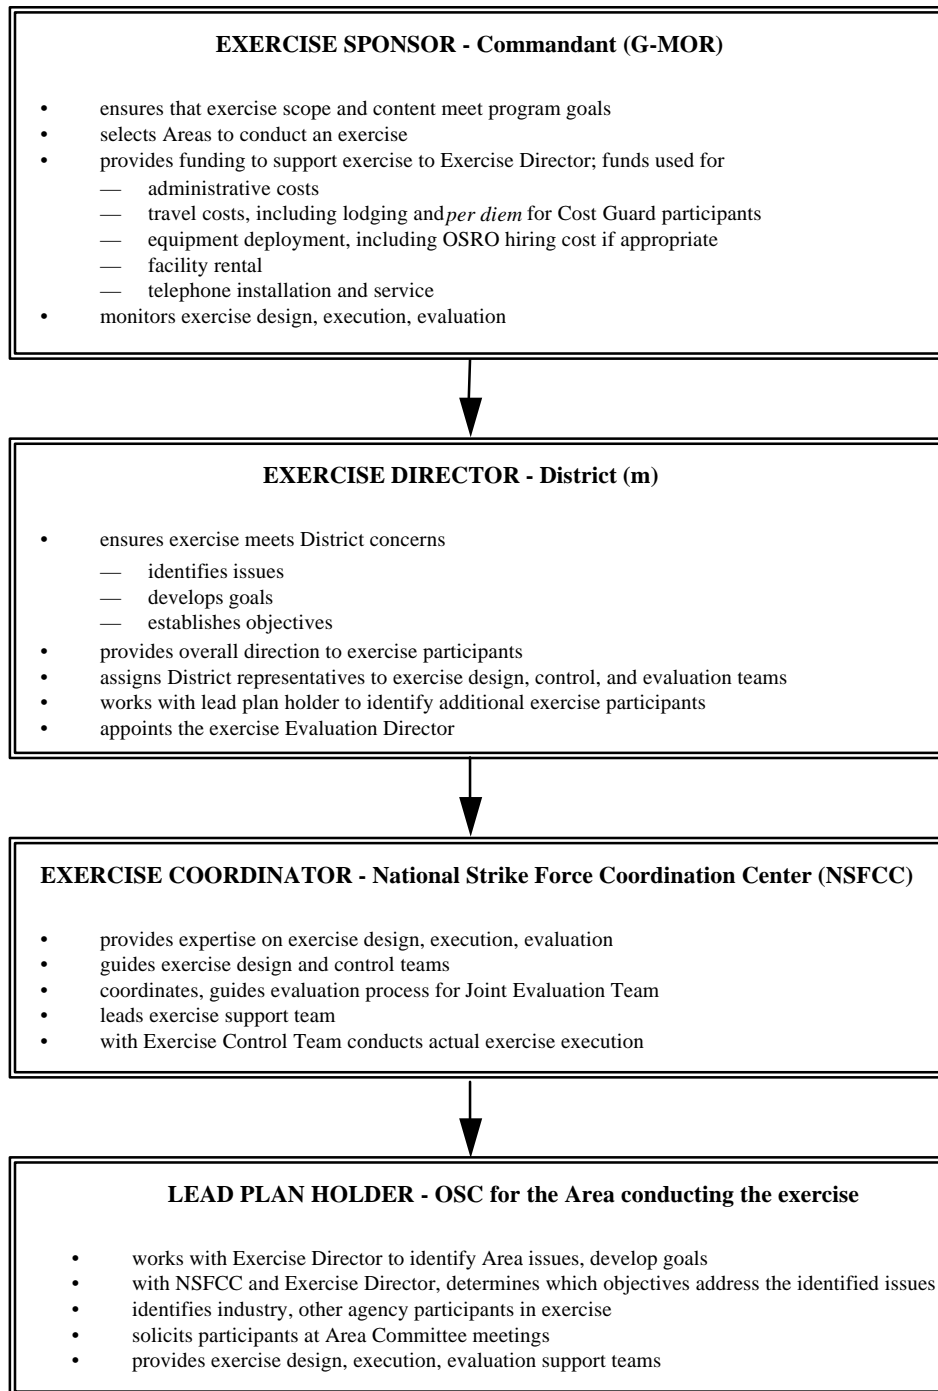 EXERCISE SPONSOR - Commandant (G-MOR)
• ensures that exercise scope and content meet program goals
• selects Areas to conduct an exercise
• provides funding to support exercise to Exercise Director; funds used for
— administrative costs
— travel costs, including lodging and per diem for Cost Guard participants
— equipment deployment, including OSRO hiring cost if appropriate
— facility rental
— telephone installation and service
• monitors exercise design, execution, evaluation
EXERCISE DIRECTOR - District (m)
• ensures exercise meets District concerns
— identifies issues
— develops goals
— establishes objectives
• provides overall direction to exercise participants
• assigns District representatives to exercise design, control, and evaluation teams
• works with lead plan holder to identify additional exercise participants
• appoints the exercise Evaluation Director
EXERCISE COORDINATOR - National Strike Force Coordination Center (NSFCC)
• provides expertise on exercise design, execution, evaluation
• guides exercise design and control teams
• coordinates, guides evaluation process for Joint Evaluation Team
• leads exercise support team
• with Exercise Control Team conducts actual exercise execution
LEAD PLAN HOLDER - OSC for the Area conducting the exercise
• works with Exercise Director to identify Area issues, develop goals
• with NSFCC and Exercise Director, determines which objectives address the identified issues
• identifies industry, other agency participants in exercise
• solicits participants at Area Committee meetings
• provides exercise design, execution, evaluation support teams